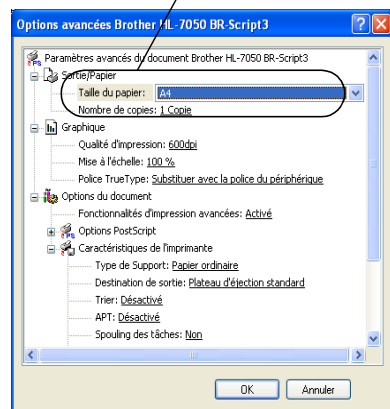 Options avancées Brother HL-7050 BR-Script3
Paramètres avancés du document Brother HL-7050 BR-Script3
Sortie/Papier
Taille du papier: A4
Nombre de copies: 1 Copie
Graphique
Qualité d'impression: 600dpi
Mise à l'échelle: 100 %
Police TrueType: Substituer avec la police du périphérique
Options du document
Fonctionnalités d'impression avancées: Activé
Options PostScript
Caractéristiques de l'imprimante
Type de Support: Papier ordinaire
Destination de sortie: Plateau d'éjection standard
Trier: Désactivé
APT: Désactivé
Spouling des tâches: Non
OK
Annuler